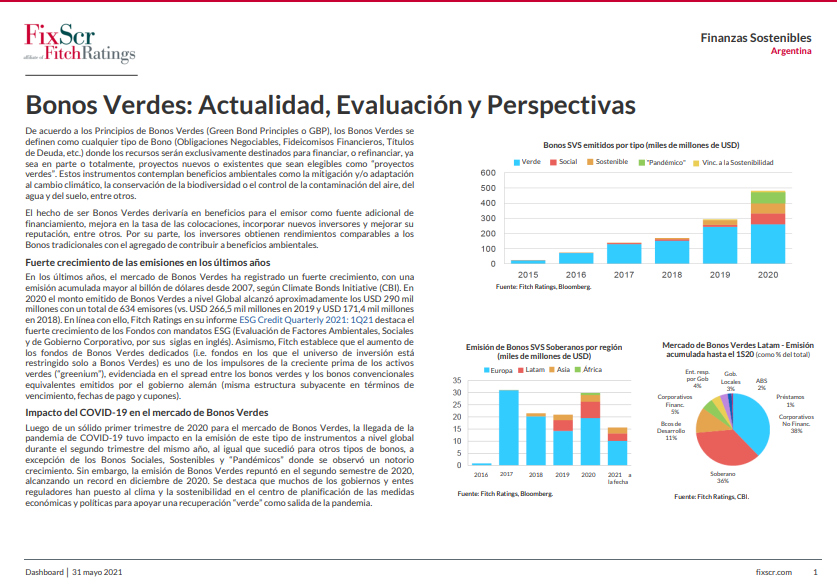 FixScr
affiliate of FitchRatings
Finanzas Sostenibles
Argentina
Bonos Verdes: Actualidad, Evaluación y Perspectivas
De acuerdo a los Principios de Bonos Verdes (Green Bond Principles o GBP), los Bonos Verdes se
definen como cualquier tipo de Bono (Obligaciones Negociables, Fideicomisos Financieros, Títulos
de Deuda, etc.) donde los recursos serán exclusivamente destinados para financiar, o refinanciar, ya
sea en parte o totalmente, proyectos nuevos o existentes que sean elegibles como "proyectos
verdes". Estos instrumentos contemplan beneficios ambientales como la mitigación y/o adaptación
al cambio climático, la conservación de la biodiversidad o el control de la contaminación del aire, del
agua y del suelo, entre otros.
El hecho de ser Bonos Verdes derivaría en beneficios para el emisor como fuente adicional de
financiamiento, mejora en la tasa de las colocaciones, incorporar nuevos inversores y mejorar su
reputación, entre otros. Por su parte, los inversores obtienen rendimientos comparables a los
Bonos tradicionales con el agregado de contribuir a beneficios ambientales.
Fuerte crecimiento de las emisiones en los últimos años
En los últimos años, el mercado de Bonos Verdes ha registrado un fuerte crecimiento, con una
emisión acumulada mayor al billón de dólares desde 2007, según Climate Bonds Initiative (CBI). En
2020 el monto emitido de Bonos Verdes a nivel Global alcanzó aproximadamente los USD 290 mil
millones con un total de 634 emisores (vs. USD 266,5 mil millones en 2019 y USD 171,4 mil millones
en 2018). En línea con ello, Fitch Ratings en su informe ESG Credit Quarterly 2021: 1Q21 destaca el
fuerte crecimiento de los Fondos con mandatos ESG (Evaluación de Factores Ambientales, Sociales
y de Gobierno Corporativo, por sus siglas en inglés). Asimismo, Fitch establece que el aumento de
los fondos de Bonos Verdes dedicados (i.e. fondos en los que el universo de inversión está
restringido solo a Bonos Verdes) es uno de los impulsores de la creciente prima de los activos
verdes ("greenium"), evidenciada en el spread entre los bonos verdes y los bonos convencionales
equivalentes emitidos por el gobierno alemán (misma estructura subyacente en términos de
vencimiento, fechas de pago y cupones).
Impacto del COVID-19 en el mercado de Bonos Verdes
Luego de un sólido primer trimestre de 2020 para el mercado de Bonos Verdes, la llegada de la
pandemia de COVID-19 tuvo impacto en la emisión de este tipo de instrumentos a nivel global
durante el segundo trimestre del mismo año, al igual que sucedió para otros tipos de bonos, a
excepción de los Bonos Sociales, Sostenibles y "Pandémicos" donde se observó un notorio
crecimiento. Sin embargo, la emisión de Bonos Verdes repuntó en el segundo semestre de 2020,
alcanzando un record en diciembre de 2020. Se destaca que muchos de los gobiernos y entes
reguladores han puesto al clima y la sostenibilidad en el centro de planificación de las medidas
económicas y políticas para apoyar una recuperación "verde" como salida de la pandemia.
Bonos SVS emitidos por tipo (miles de millones de USD)
Verde Social Sostenible "Pandémico" Vinc. a la Sostenibilidad
600
500
400
300
200
100
0
2015 2016 2017 2018 2019 2020
Fuente: Fitch Ratings, Bloomberg.
Emisión de Bonos SVS Soberanos por región
(miles de millones de USD)
Europa Latam Asia Africa
35
30
25
20
15
10
5
0
2016 2017 2018 2019 2020 2021 a
la fecha
Fuente: Fitch Ratings, Bloomberg.
Mercado de Bonos Verdes Latam - Emisión
acumulada hasta el 1S20 (como % del total)
Ent. resp.
por Gob
4%
Gob.
Locales
3%
ABS
2%
Préstamos
1%
Corporativos
No Financ.
38%
Corporativos
Financ.
5%
Bcos de
Desarrollo
11%
Soberano
36%
Fuente: Fitch Ratings, CBI.
Dashboard | 31 mayo 2021
fixscr.com 1